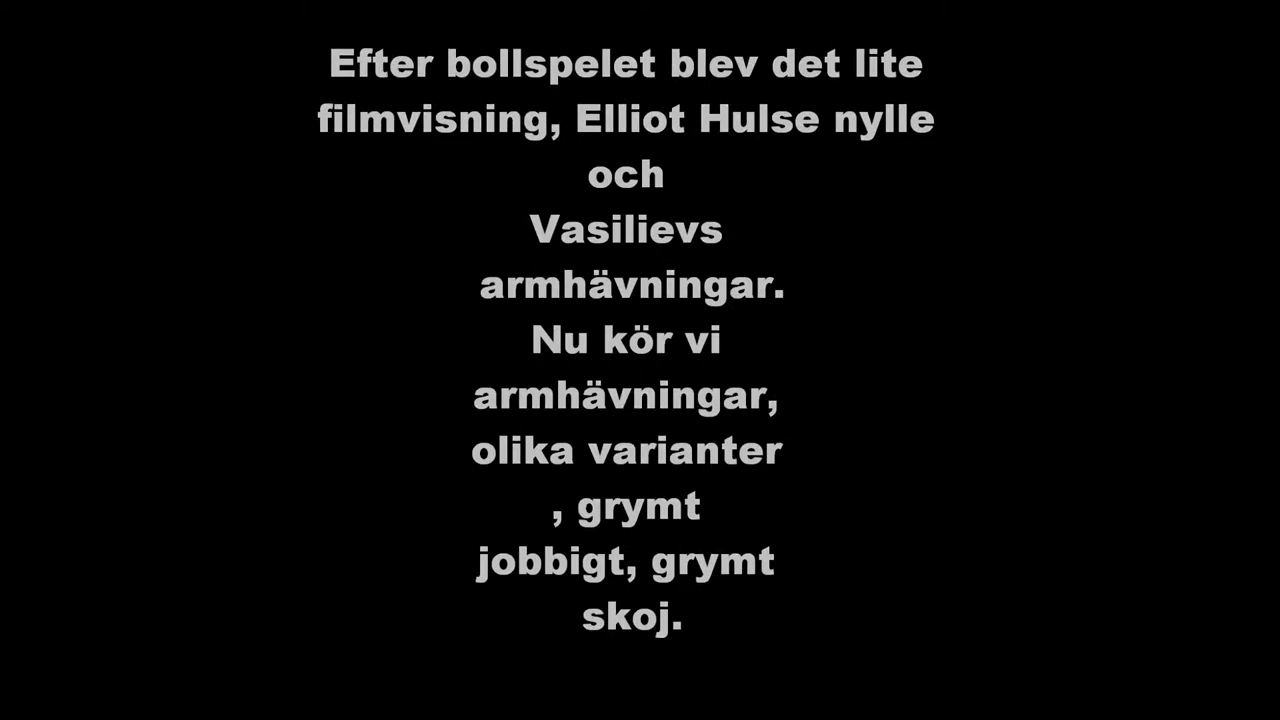 Efter bollspelet blev det lite
filmvisning, Elliot Hulse nylle
och
Vasilievs
armhävningar.
Nu kör vi
armhävningar,
olika varianter
, grymt
jobbigt, grymt
skoj.